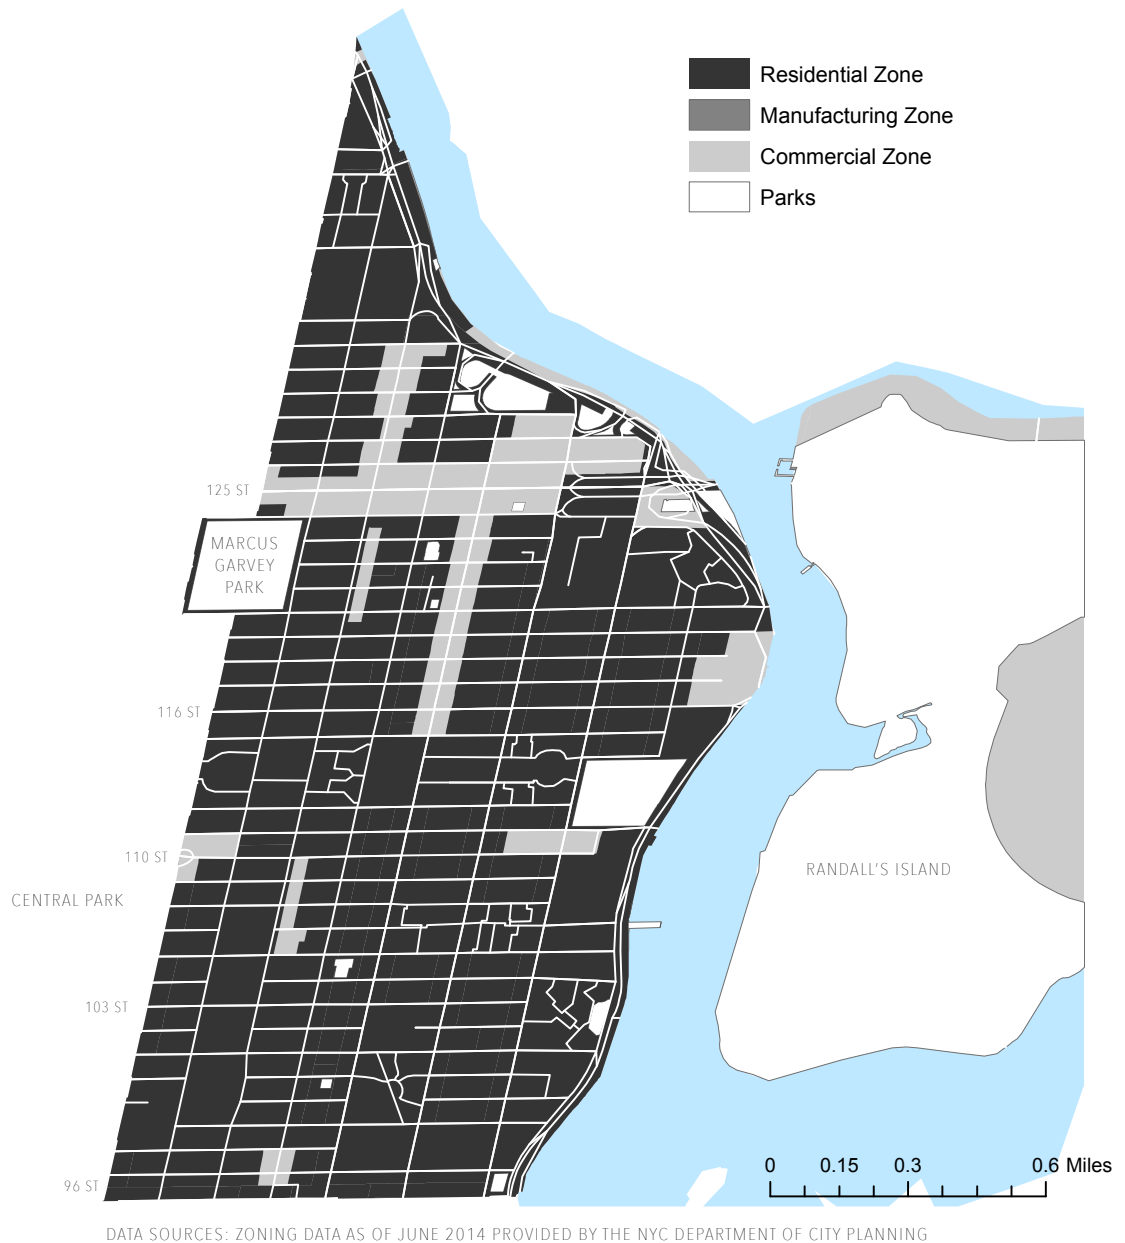 Residential Zone
Manufacturing Zone
Commercial Zone
Parks
125 ST
MARCUS
GARVEY
PARK
116 ST
110 ST
RANDALL'S ISLAND
CENTRAL PARK
103 ST
0 0.15 0.3 0.6 Miles
96 ST
DATA SOURCES: ZONING DATA AS OF JUNE 2014 PROVIDED BY THE NYC DEPARTMENT OF CITY PLANNING